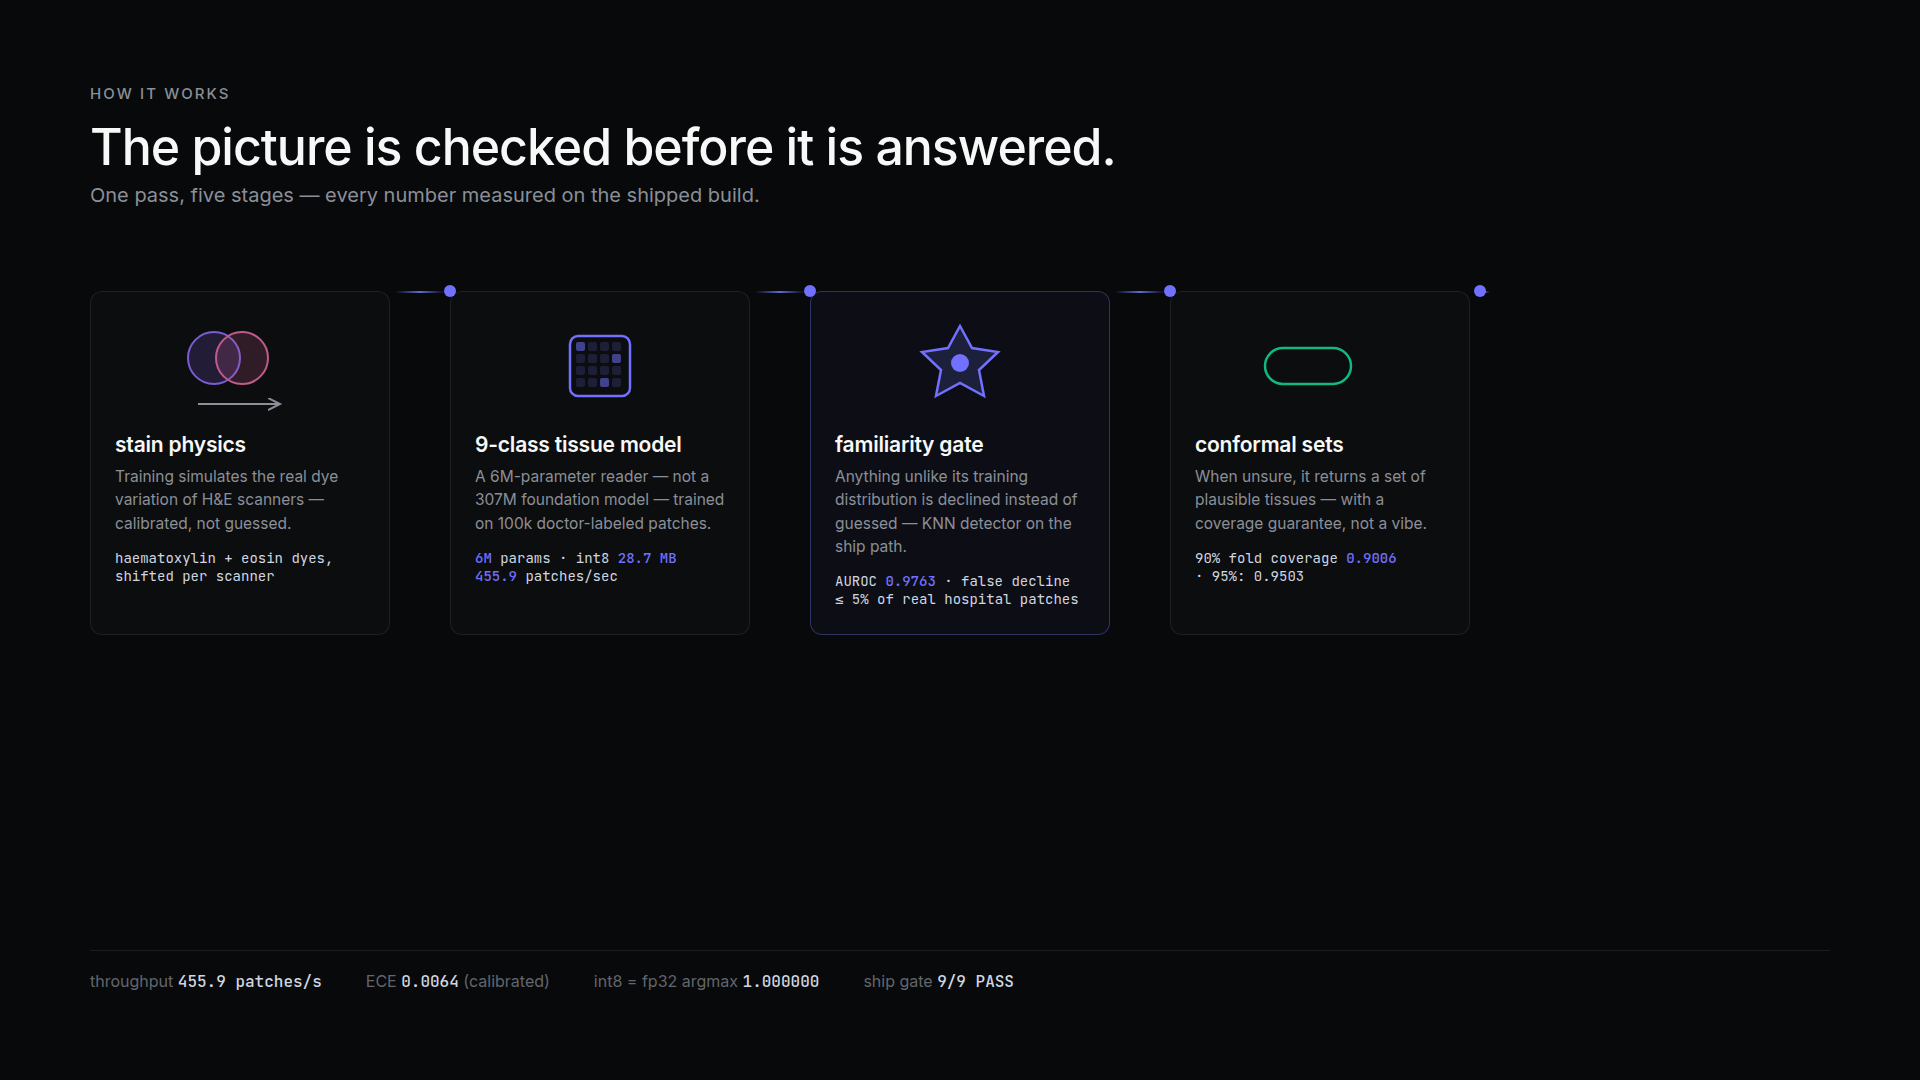 HOW IT WORKS
The picture is checked before it is answered.
One pass, five stages — every number measured on the shipped build.
stain physics
Training simulates the real dye
variation of H&E scanners —
calibrated, not guessed.
haematoxylin + eosin dyes,
shifted per scanner
9-class tissue model
A 6M-parameter reader — not a
307M foundation model — trained
on 100k doctor-labeled patches.
6M params · int8 28.7 MB
455.9 patches/sec
familiarity gate
Anything unlike its training
distribution is declined instead of
guessed — KNN detector on the
ship path.
AUROC 0.9763 · false decline
≤ 5% of real hospital patches
conformal sets
When unsure, it returns a set of
plausible tissues — with a
coverage guarantee, not a vibe.
90% fold coverage 0.9006
· 95%: 0.9503
throughput 455.9 patches/s ECE 0.0064 (calibrated) int8 = fp32 argmax 1.000000 ship gate 9/9 PASS